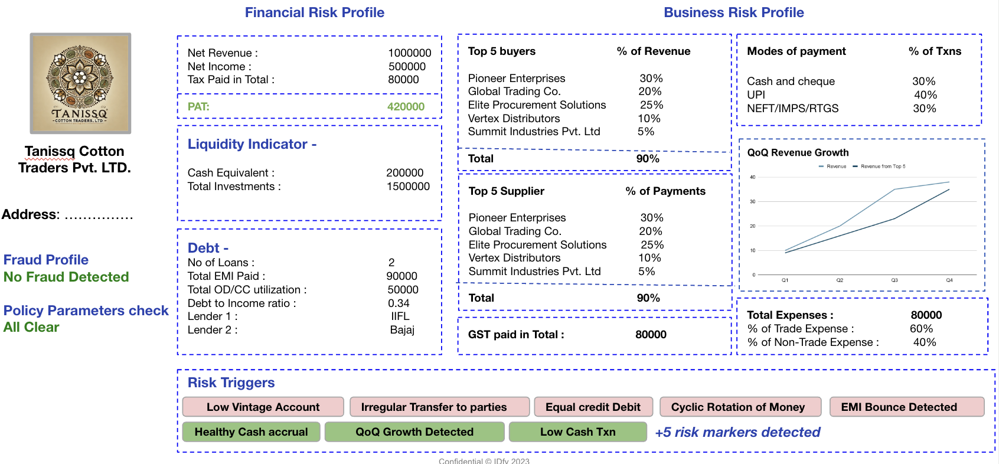 Financial Risk Profile
Business Risk Profile
TANISSQ
COTTON TRADERS, LTD
Tanissq Cotton
Traders Pvt. LTD.
Address: ……………
Fraud Profile
No Fraud Detected
Policy Parameters check
All Clear
Net Revenue : 1000000
Net Income : 500000
Tax Paid in Total : 80000
PAT: 420000
Liquidity Indicator -
Cash Equivalent : 200000
Total Investments : 1500000
Debt -
No of Loans : 2
Total EMI Paid : 90000
Total OD/CC utilization : 50000
Debt to Income ratio : 0.34
Lender 1 : IIFL
Lender 2 : Bajaj
Top 5 buyers % of Revenue
Pioneer Enterprises 30%
Global Trading Co. 20%
Elite Procurement Solutions 25%
Vertex Distributors 10%
Summit Industries Pvt. Ltd 5%
Total 90%
Top 5 Supplier % of Payments
Pioneer Enterprises 30%
Global Trading Co. 20%
Elite Procurement Solutions 25%
Vertex Distributors 10%
Summit Industries Pvt. Ltd 5%
Total 90%
GST paid in Total : 80000
Modes of payment % of Txns
Cash and cheque 30%
UPI 40%
NEFT/IMPS/RTGS 30%
QoQ Revenue Growth
Revenue Revenue from Top 5
40
30
20
10
0
Q1 Q2 Q3 Q4
Total Expenses : 80000
% of Trade Expense : 60%
% of Non-Trade Expense : 40%
Risk Triggers
Low Vintage Account Irregular Transfer to parties Equal credit Debit Cyclic Rotation of Money EMI Bounce Detected
Healthy Cash accrual QoQ Growth Detected Low Cash Txn +5 risk markers detected
Confidential © IDfy 2023